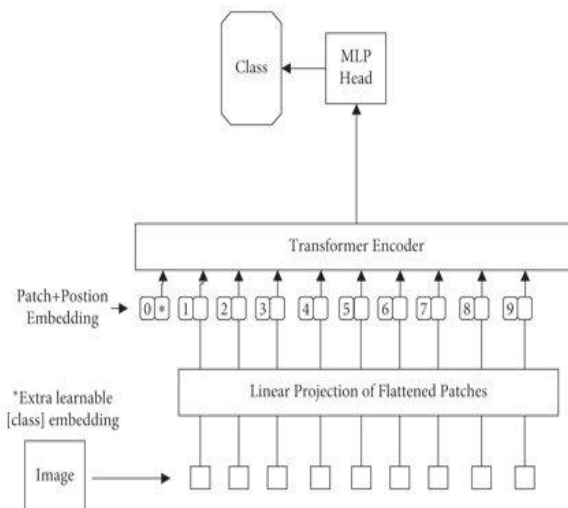 Class
MLP
Head
Transformer Encoder
Patch+Postion
Embedding
0 * 1 2 3 4 5 6 7 8 9
Linear Projection of Flattened Patches
*Extra learnable
[class] embedding
Image